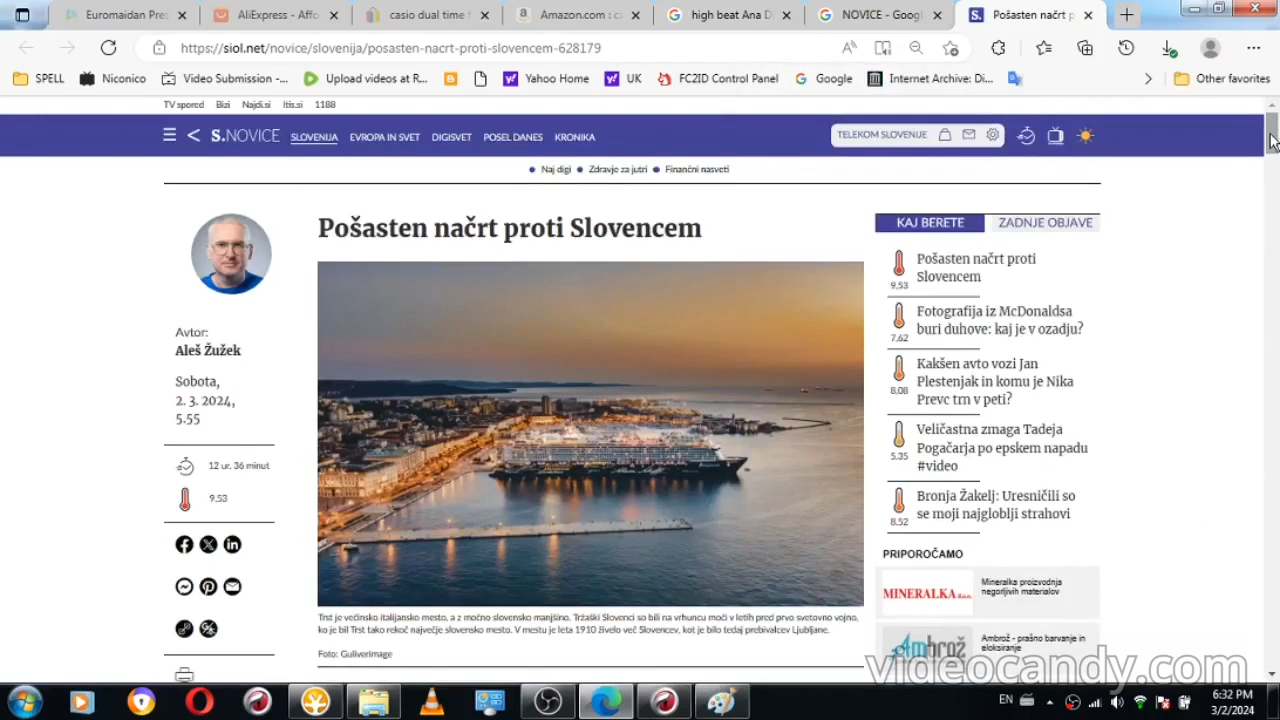 Euromaidan Pres
AliExpress - Affo
casio dual time f
Amazon.com : ca
high beat Ana D
NOVICE - Googl
Pošasten načrt p
https://siol.net/novice/slovenija/posasten-nacrt-proti-slovencem-628179
SPELL
Niconico
Video Submission -...
Upload videos at R...
Yahoo Home
UK
FC2ID Control Panel
Google
Internet Archive: Di...
Other favorites
TV spored Bizi Najdi.si Itis.si 1188
S.NOVICE SLOVENIJA EVROPA IN SVET DIGISVET POSEL DANES KRONIKA
TELEKOM SLOVENIJE
Naj digi • Zdravje za jutri • Finančni nasveti
Pošasten načrt proti Slovencem
Avtor:
Aleš Žužek
Sobota,
2. 3. 2024,
5.55
12 ur, 36 minut
9,53
Trst je večinsko italijansko mesto, a z močno slovensko manjšino. Tržaški Slovenci so bili na vrhuncu moči v letih pred prvo svetovno vojno,
ko je bil Trst tako rekoč največje slovensko mesto. V mestu je leta 1910 živelo več Slovencev, kot je bilo tedaj prebivalcev Ljubljane.
Foto: Guliverimage
KAJ BERETE
ZADNJE OBJAVE
Pošasten načrt proti
Slovencem
9,53
Fotografija iz McDonaldsa
buri duhove: kaj je v ozadju?
7,62
Kakšen avto vozi Jan
Plestenjak in komu je Nika
Prevc trn v peti?
8,08
Veličastna zmaga Tadeja
Pogačarja po epskem napadu
#video
5,35
Bronja Žakelj: Uresničili so
se moji najgloblji strahovi
8,52
PRIPOROČAMO
MINERALKA d.o.o.
Mineralka proizvodnja
negorljivih materialov
Ambrož
Ambrož - prašno barvanje in
eloksiranje
videocandy.com
EN
6:32 PM
3/2/2024